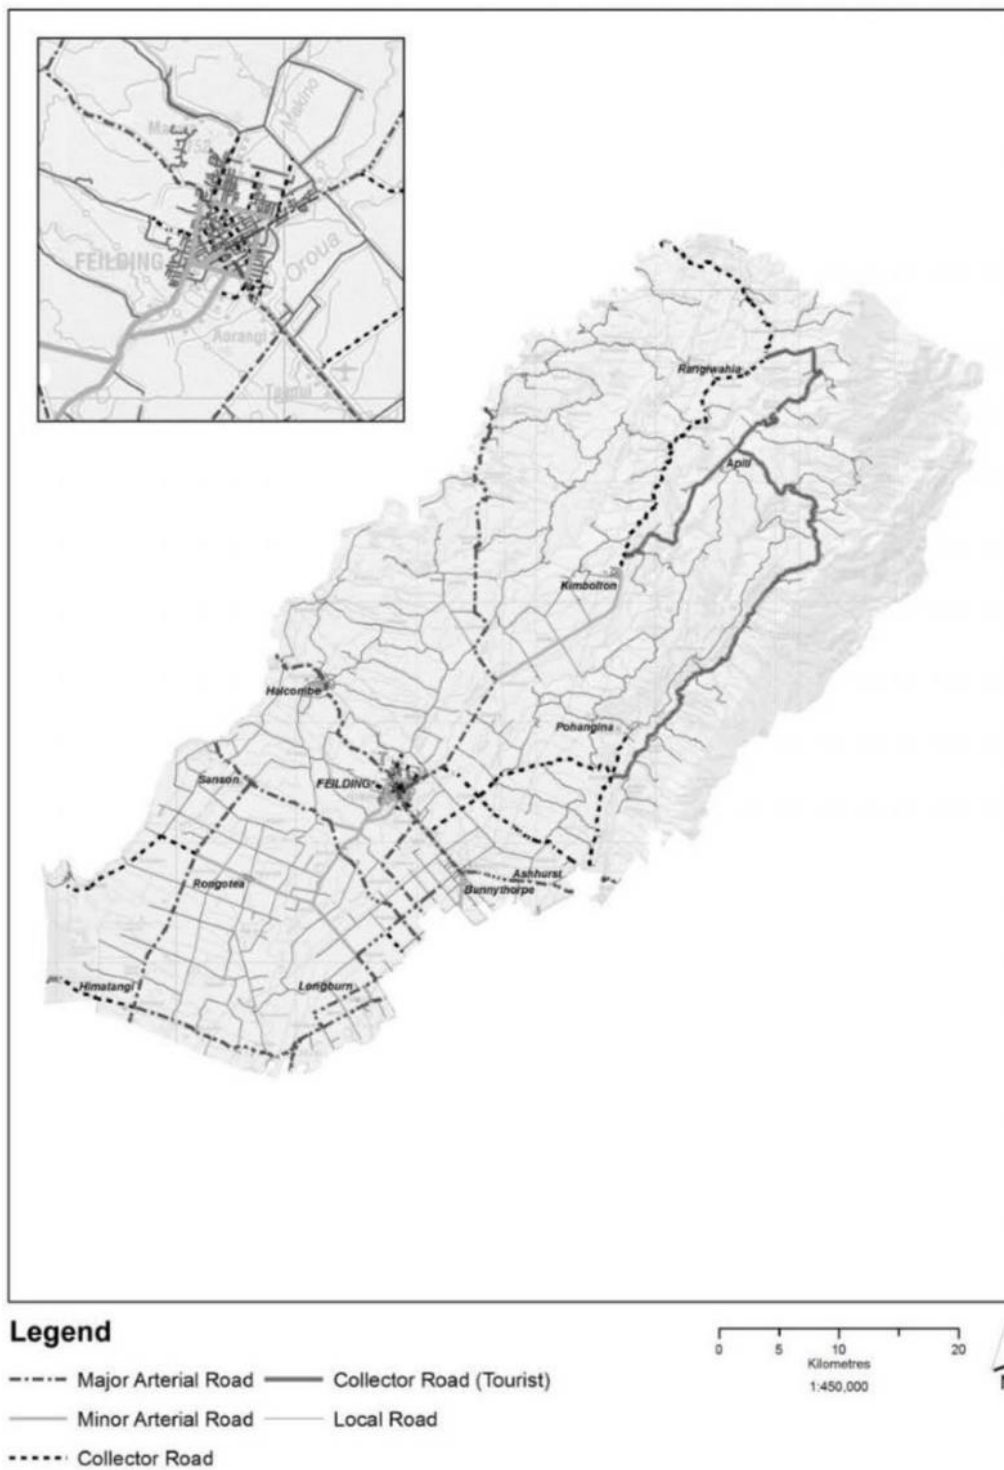 Makino
FEILDING
Oroua
Aorangi
Rangiwahia
Apiti
Kimbolton
Halcombe
Pohangina
Sanson
FEILDING
Ashhurst
Rongotea
Bunnythorpe
Himatangi
Longburn
Legend
Major Arterial Road
Collector Road (Tourist)
Minor Arterial Road
Local Road
Collector Road
0 5 10 20
Kilometres
1:450,000